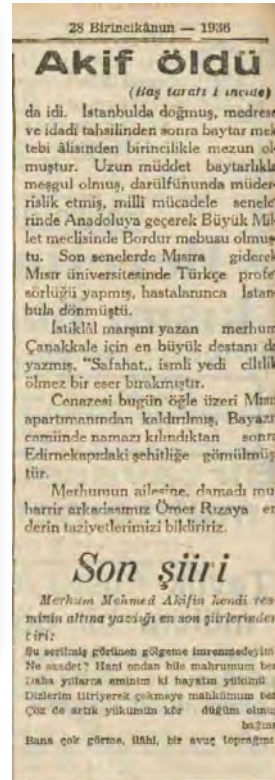 28 Birincikânun — 1936
Akif öldü
(Baş tarafı 1 incide)
da idi. İstanbulda doğmuş, medrese
ve idadi tahsilinden sonra baytar mek
tebi âlisinden birincilikle mezun ol
muştur. Uzun müddet baytarlıkla
meşgul olmuş, darülfünunda müder
rislik etmiş, milli mücadele senele
rinde Anadoluya geçerek Büyük Mil
let meclisinde Bordur mebusu olmuş
tu. Son senelerde Mısıra giderek
Mısır üniversitesinde Türkçe profe
sörlüğü yapmış, hastalanınca İstan
bula dönmüştü.
İstiklâl marşını yazan merhum
Çanakkale için en büyük destanı da
yazmış, "Safahat,, ismli yedi ciltlik
ölmez bir eser bırakmıştır.
Cenazesi bugün öğle üzeri Mısır
apartımanından kaldırılmış, Bayazıt
camiinde namazı kılındıktan sonra
Edirnekapıdaki şehitliğe gömülmüş
tür.
Merhumun ailesine, damadı mu
harrir arkadaşımız Ömer Rızaya en
derin taziyetlerimizi bildiririz.
Son şiiri
Merhum Mehmed Akifin kendi res-
minin altına yazdığı en son şiirlerinden
biri:
Şu serilmiş görünen gölgeme imrenmedeyim
Ne saadet? Hani ondan bile mahrumum ben
Daha yıllarca eminim ki hayatın yükünü
Dizlerim titriyerek çekmeye mahkûmum ben
Çöz de artık yükümün kör düğüm olmuş
bağını
Bana çok görme, ilâhi, bir avuç toprağını